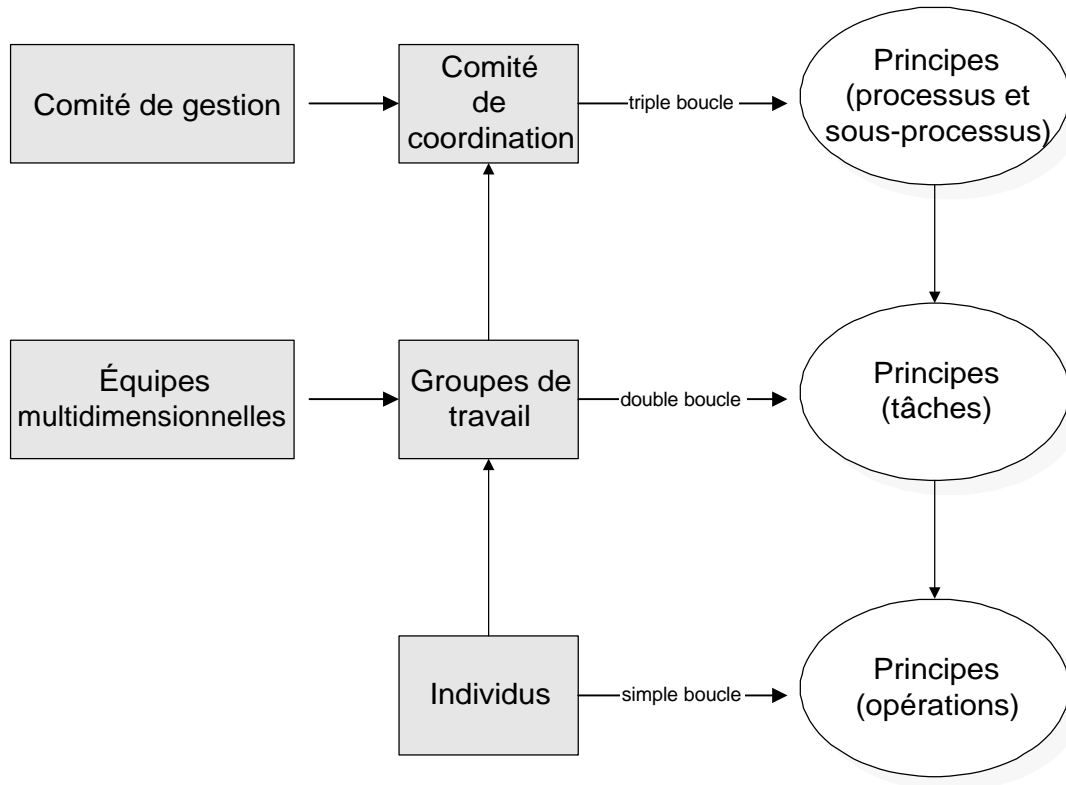 Comité de gestion
Comité
de
coordination
triple boucle
Principes
(processus et
sous-processus)
Équipes
multidimensionnelles
Groupes de
travail
double boucle
Principes
(tâches)
Individus
simple boucle
Principes
(opérations)